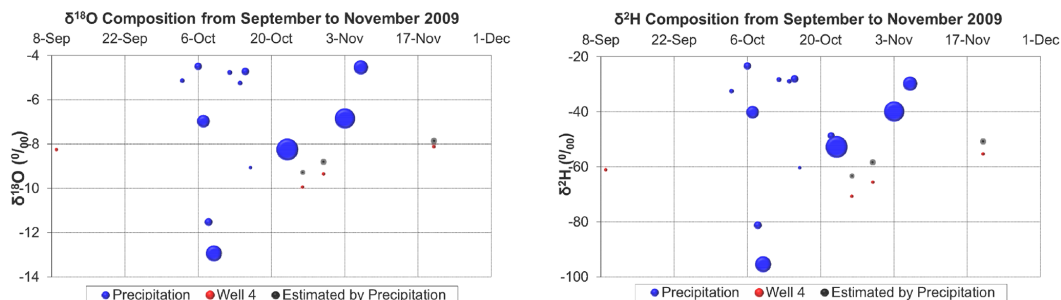 δ18O Composition from September to November 2009
8-Sep 22-Sep 6-Oct 20-Oct 3-Nov 17-Nov 1-Dec
-4
-6
-8
-10
-12
-14
δ18O (0/00)
Precipitation Well 4 Estimated by Precipitation
δ2H Composition from September to November 2009
8-Sep 22-Sep 6-Oct 20-Oct 3-Nov 17-Nov 1-Dec
-20
-40
-60
-80
-100
δ2H (0/00)
Precipitation Well 4 Estimated by Precipitation